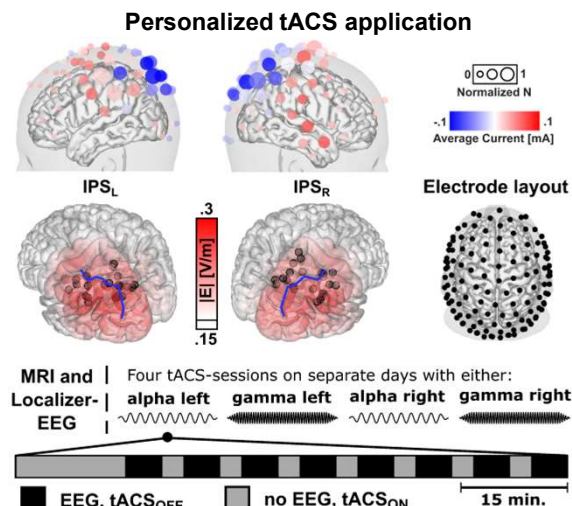 Personalized tACS application
0 1
Normalized N
-.1 .1
Average Current [mA]
IPSL IPSR Electrode layout
.3
|E| [V/m]
.15
MRI and
Localizer-
EEG
Four tACS-sessions on separate days with either:
alpha left gamma left alpha right gamma right
EEG, tACSOFF no EEG, tACSON 15 min.